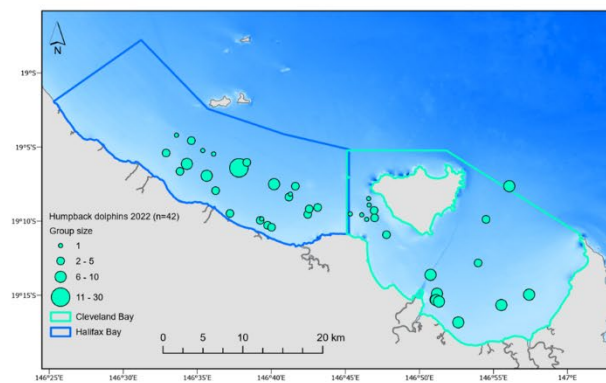 N
19°S
19°5'S
19°10'S
19°15'S
Humpback dolphins 2022 (n=42)
Group size
1
2 - 5
6 - 10
11 - 30
Cleveland Bay
Halifax Bay
0 5 10 20 km
146°25'E 146°30'E 146°35'E 146°40'E 146°45'E 146°50'E 146°55'E 147°E